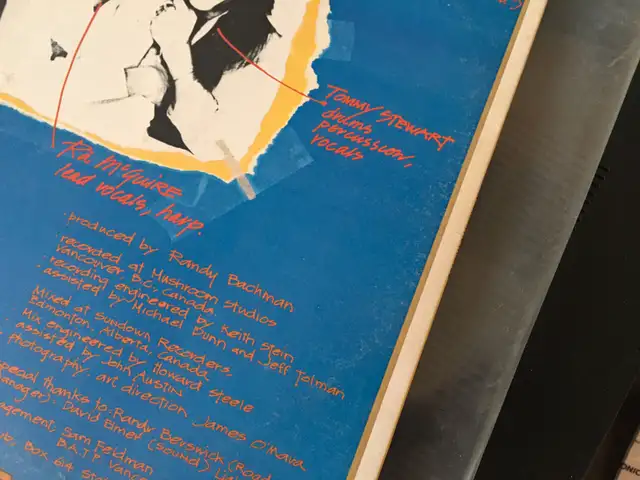 TOMMY STEWART
drums
percussion,
vocals
Ra McGUIRE
lead vocals, harp.
· produced by Randy Bachman
· recorded at Mushroom Studios
Vancouver B.C. Canada.
· recording engineered by Keith Stein
· assisted by Michael Dunn and Jeff Tolman
Mixed at Sundown Recorders,
Edmonton, Alberta, Canada
Mix engineered by Howard Steele
· assisted by John Austin
photography, art direction James O'Mara
special thanks to: Randy Berswick (Road
Manager), David Elmet (sound)
Sam Feldman
B.A.T.P Vancou
Box 64